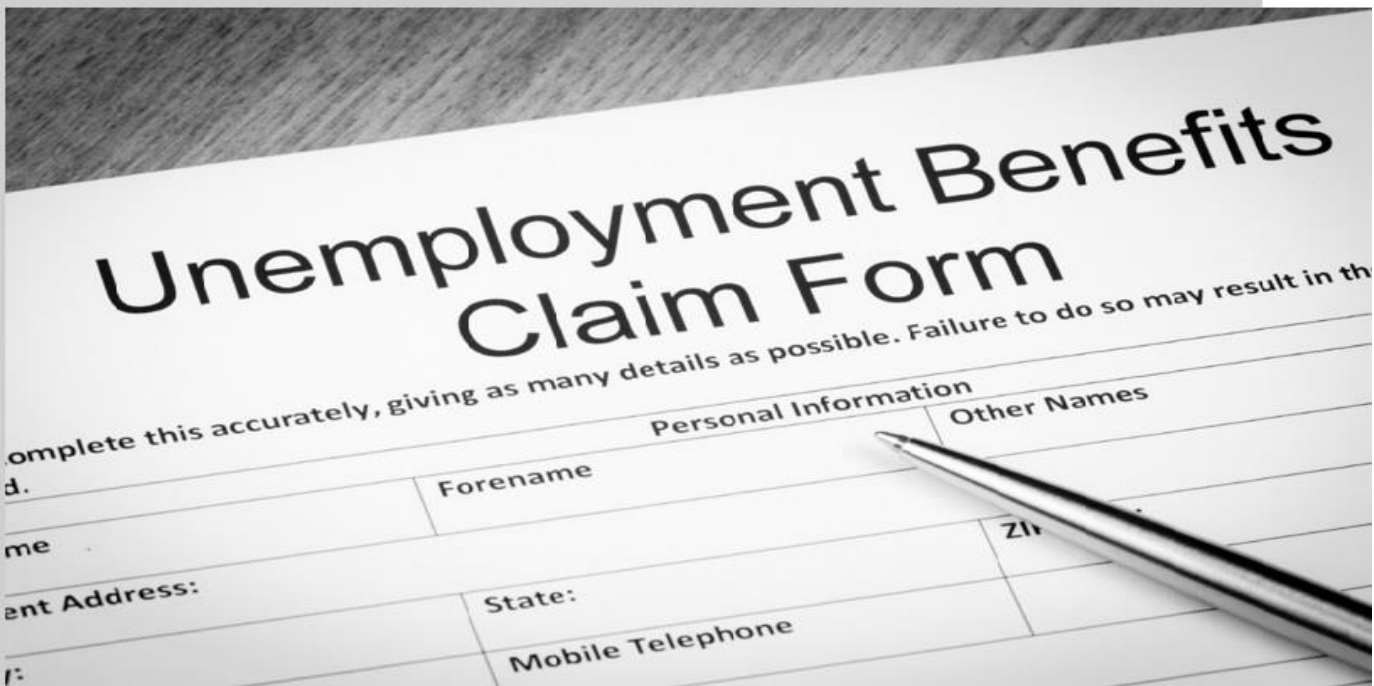 Unemployment Benefits
Claim Form
omplete this accurately, giving as many details as possible. Failure to do so may result in th
d.
Personal Information
me
Forename
Other Names
ent Address:
State:
y:
Mobile Telephone